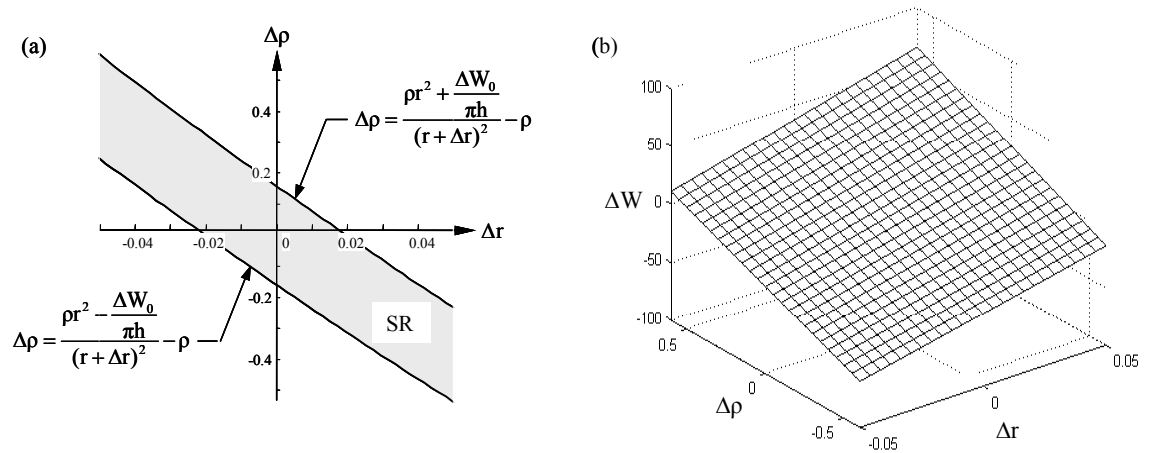 (a)
Δρ
0.4
0.2
-0.04
-0.02
0
0.02
0.04
Δr
-0.2
-0.4
SR
Δρ = (ρr² + ΔW₀/πh)/(r + Δr)² − ρ
Δρ = (ρr² − ΔW₀/πh)/(r + Δr)² − ρ
(b)
100
50
ΔW
0
-50
-100
0.5
0
-0.5
Δρ
-0.05
0
0.05
Δr